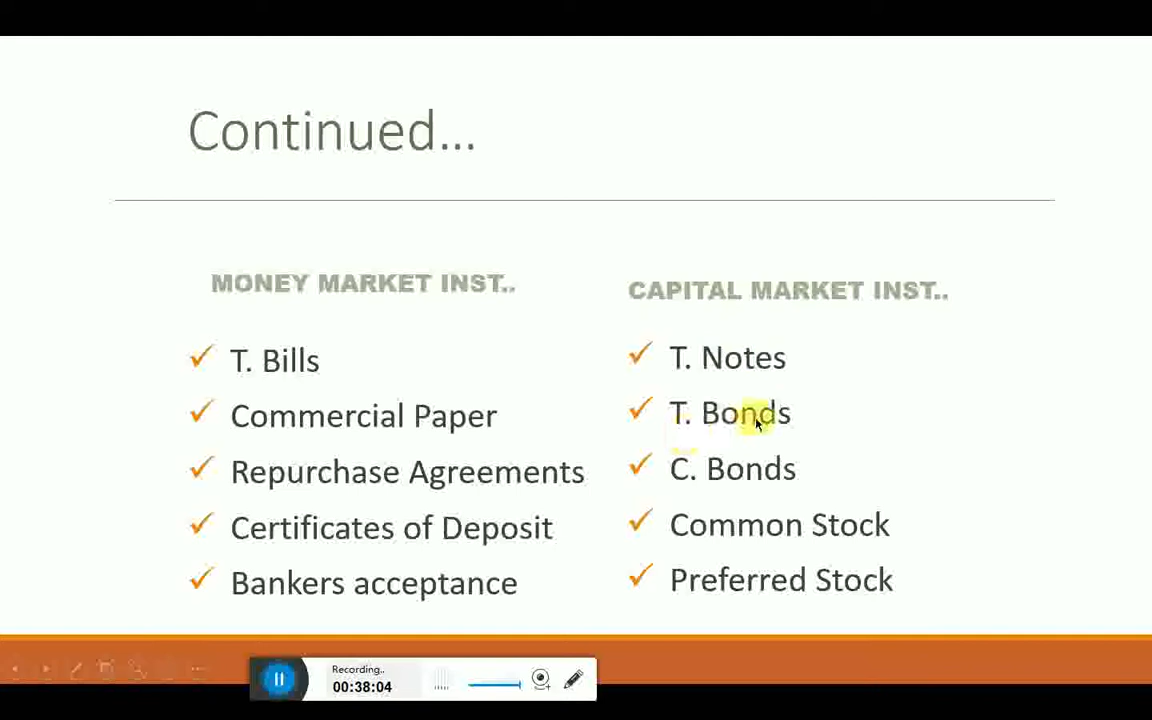 Continued...
MONEY MARKET INST..
T. Bills
Commercial Paper
Repurchase Agreements
Certificates of Deposit
Bankers acceptance
CAPITAL MARKET INST..
T. Notes
T. Bonds
C. Bonds
Common Stock
Preferred Stock
Recording..
00:38:04